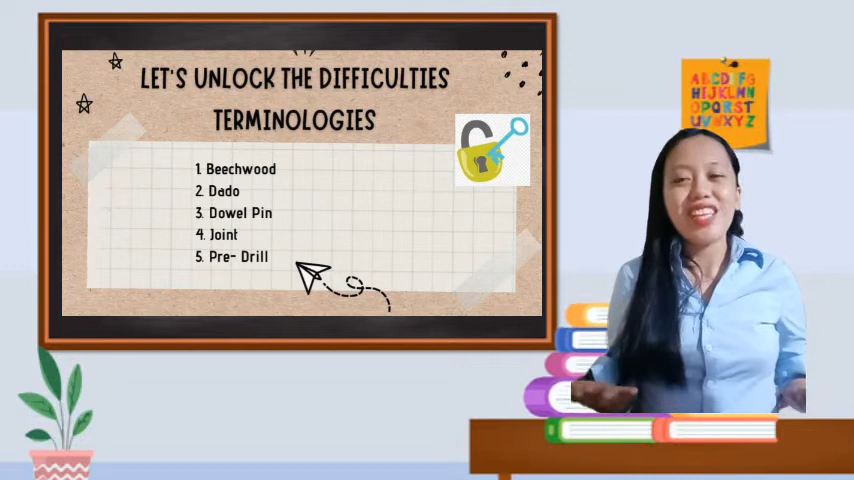 LET'S UNLOCK THE DIFFICULTIES
TERMINOLOGIES
1. Beechwood
2. Dado
3. Dowel Pin
4. Joint
5. Pre- Drill
ABCDEFG
HIJKLMN
OPQRST
UVWXYZ